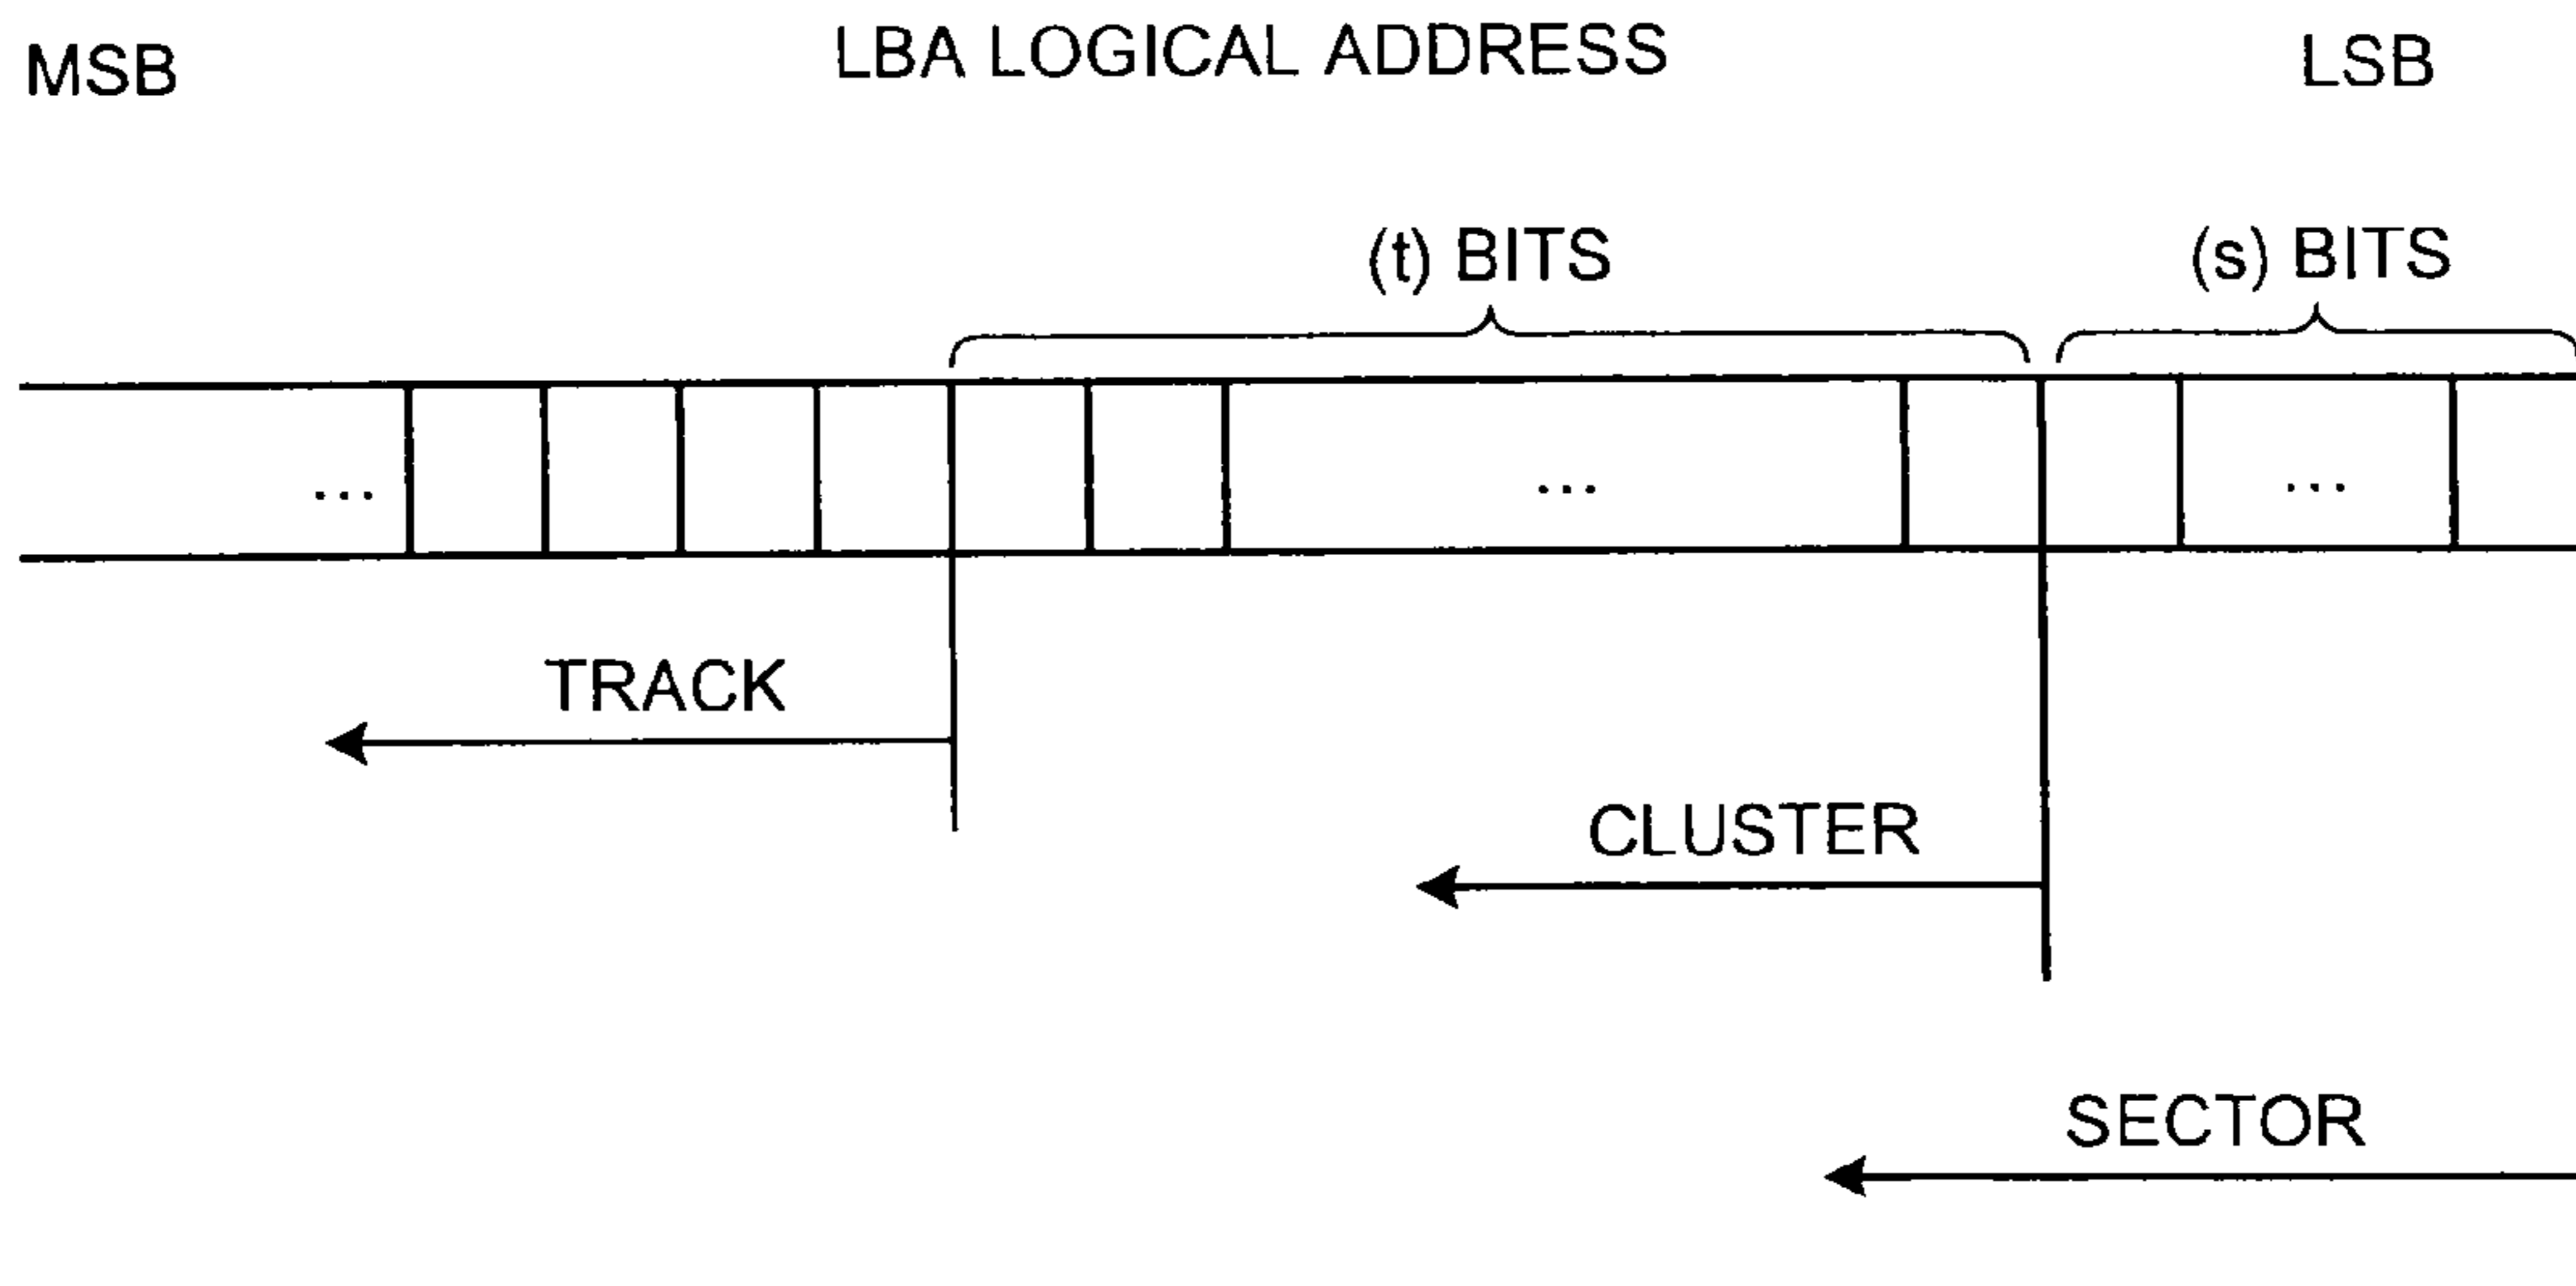 MSB LBA LOGICAL ADDRESS LSB
(t) BITS (s) BITS
... ... ...
TRACK
CLUSTER
SECTOR